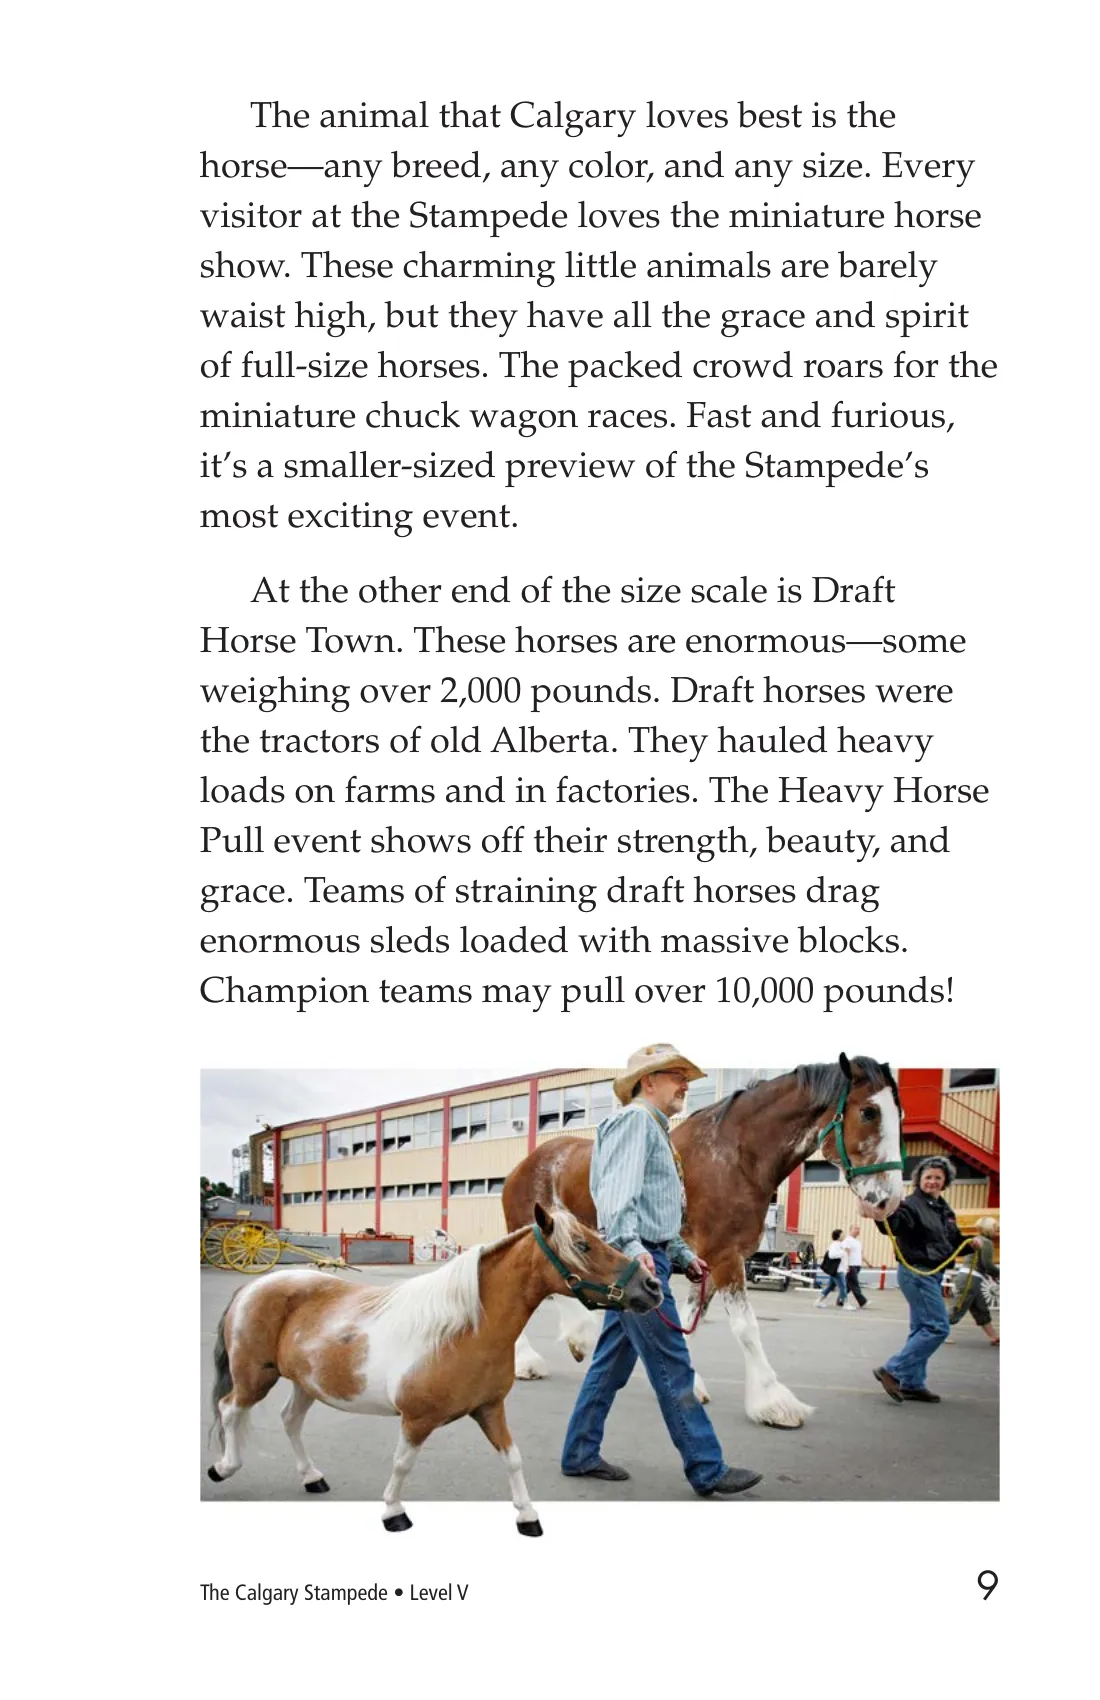 The animal that Calgary loves best is the
horse—any breed, any color, and any size. Every
visitor at the Stampede loves the miniature horse
show. These charming little animals are barely
waist high, but they have all the grace and spirit
of full-size horses. The packed crowd roars for the
miniature chuck wagon races. Fast and furious,
it’s a smaller-sized preview of the Stampede’s
most exciting event.
At the other end of the size scale is Draft
Horse Town. These horses are enormous—some
weighing over 2,000 pounds. Draft horses were
the tractors of old Alberta. They hauled heavy
loads on farms and in factories. The Heavy Horse
Pull event shows off their strength, beauty, and
grace. Teams of straining draft horses drag
enormous sleds loaded with massive blocks.
Champion teams may pull over 10,000 pounds!
The Calgary Stampede • Level V
9